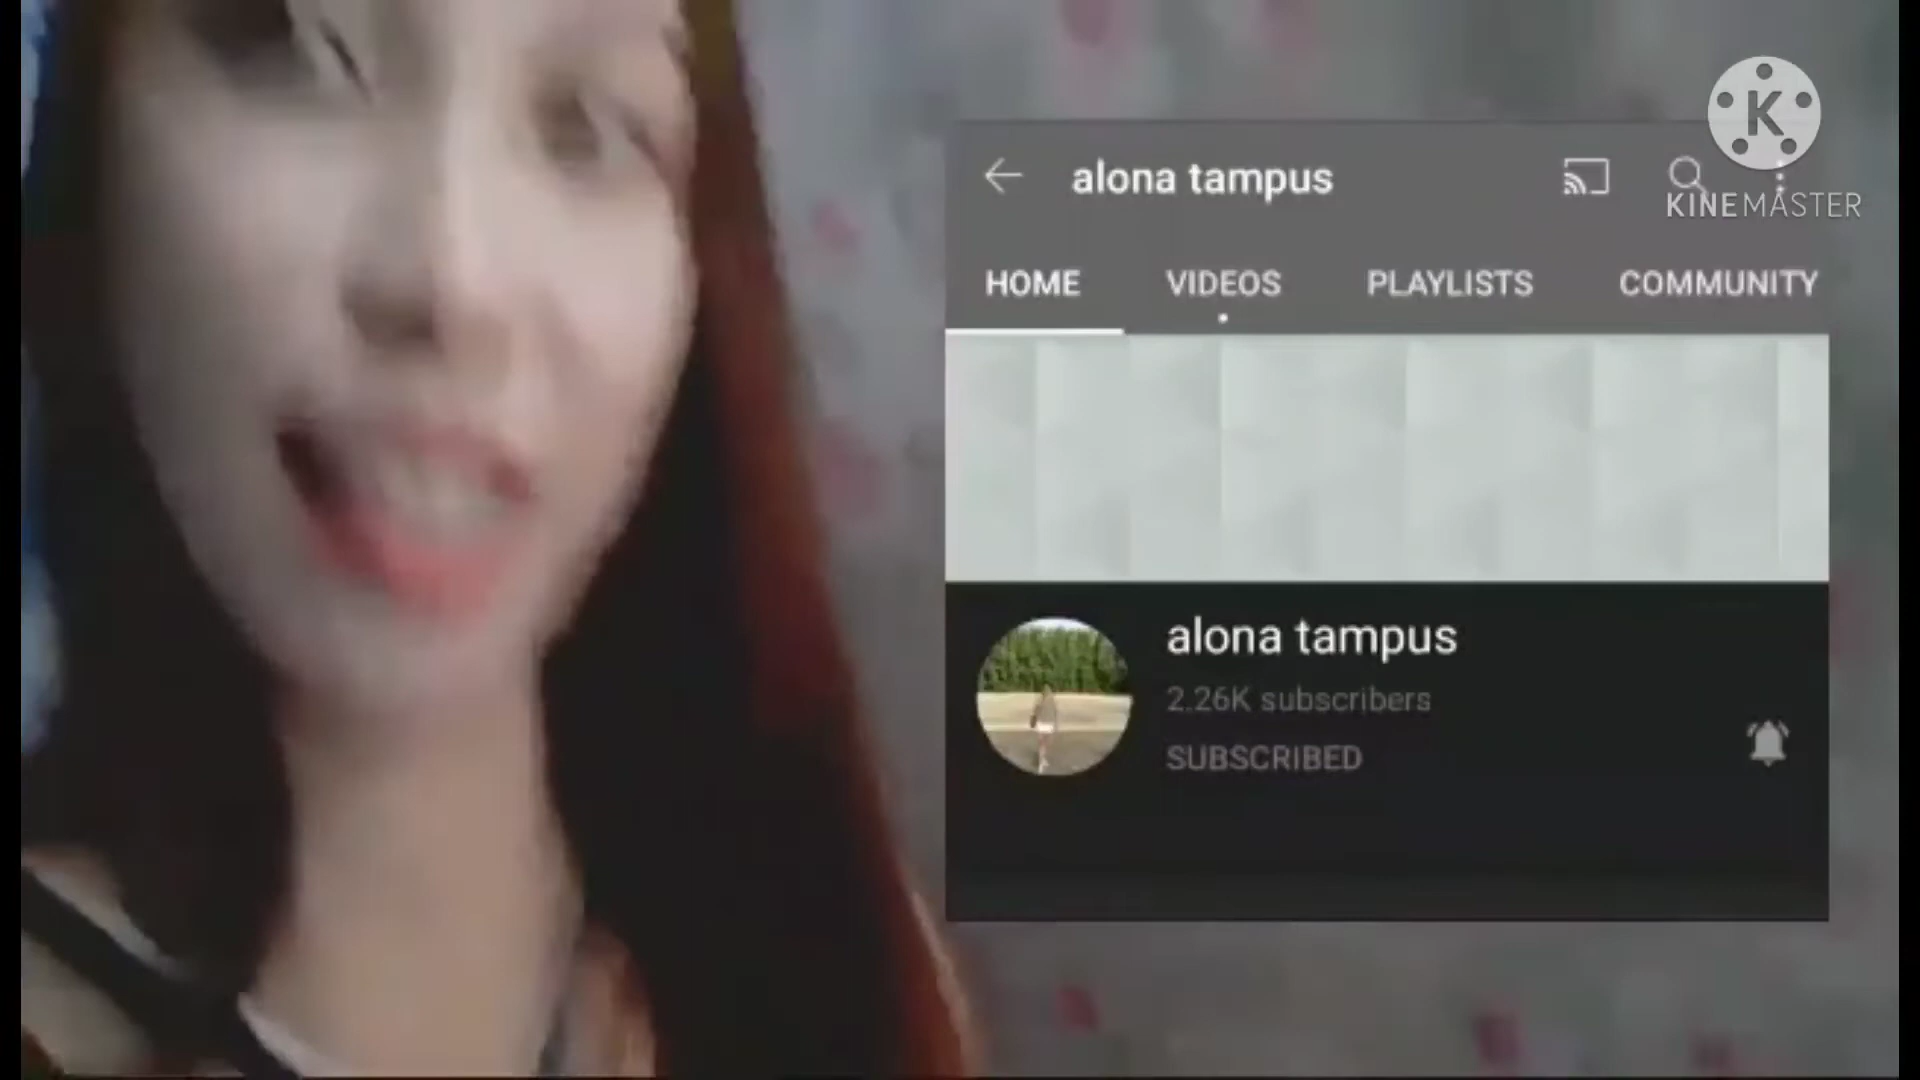 alona tampus
K
KINEMASTER
HOME VIDEOS PLAYLISTS COMMUNITY
alona tampus
2.26K subscribers
SUBSCRIBED